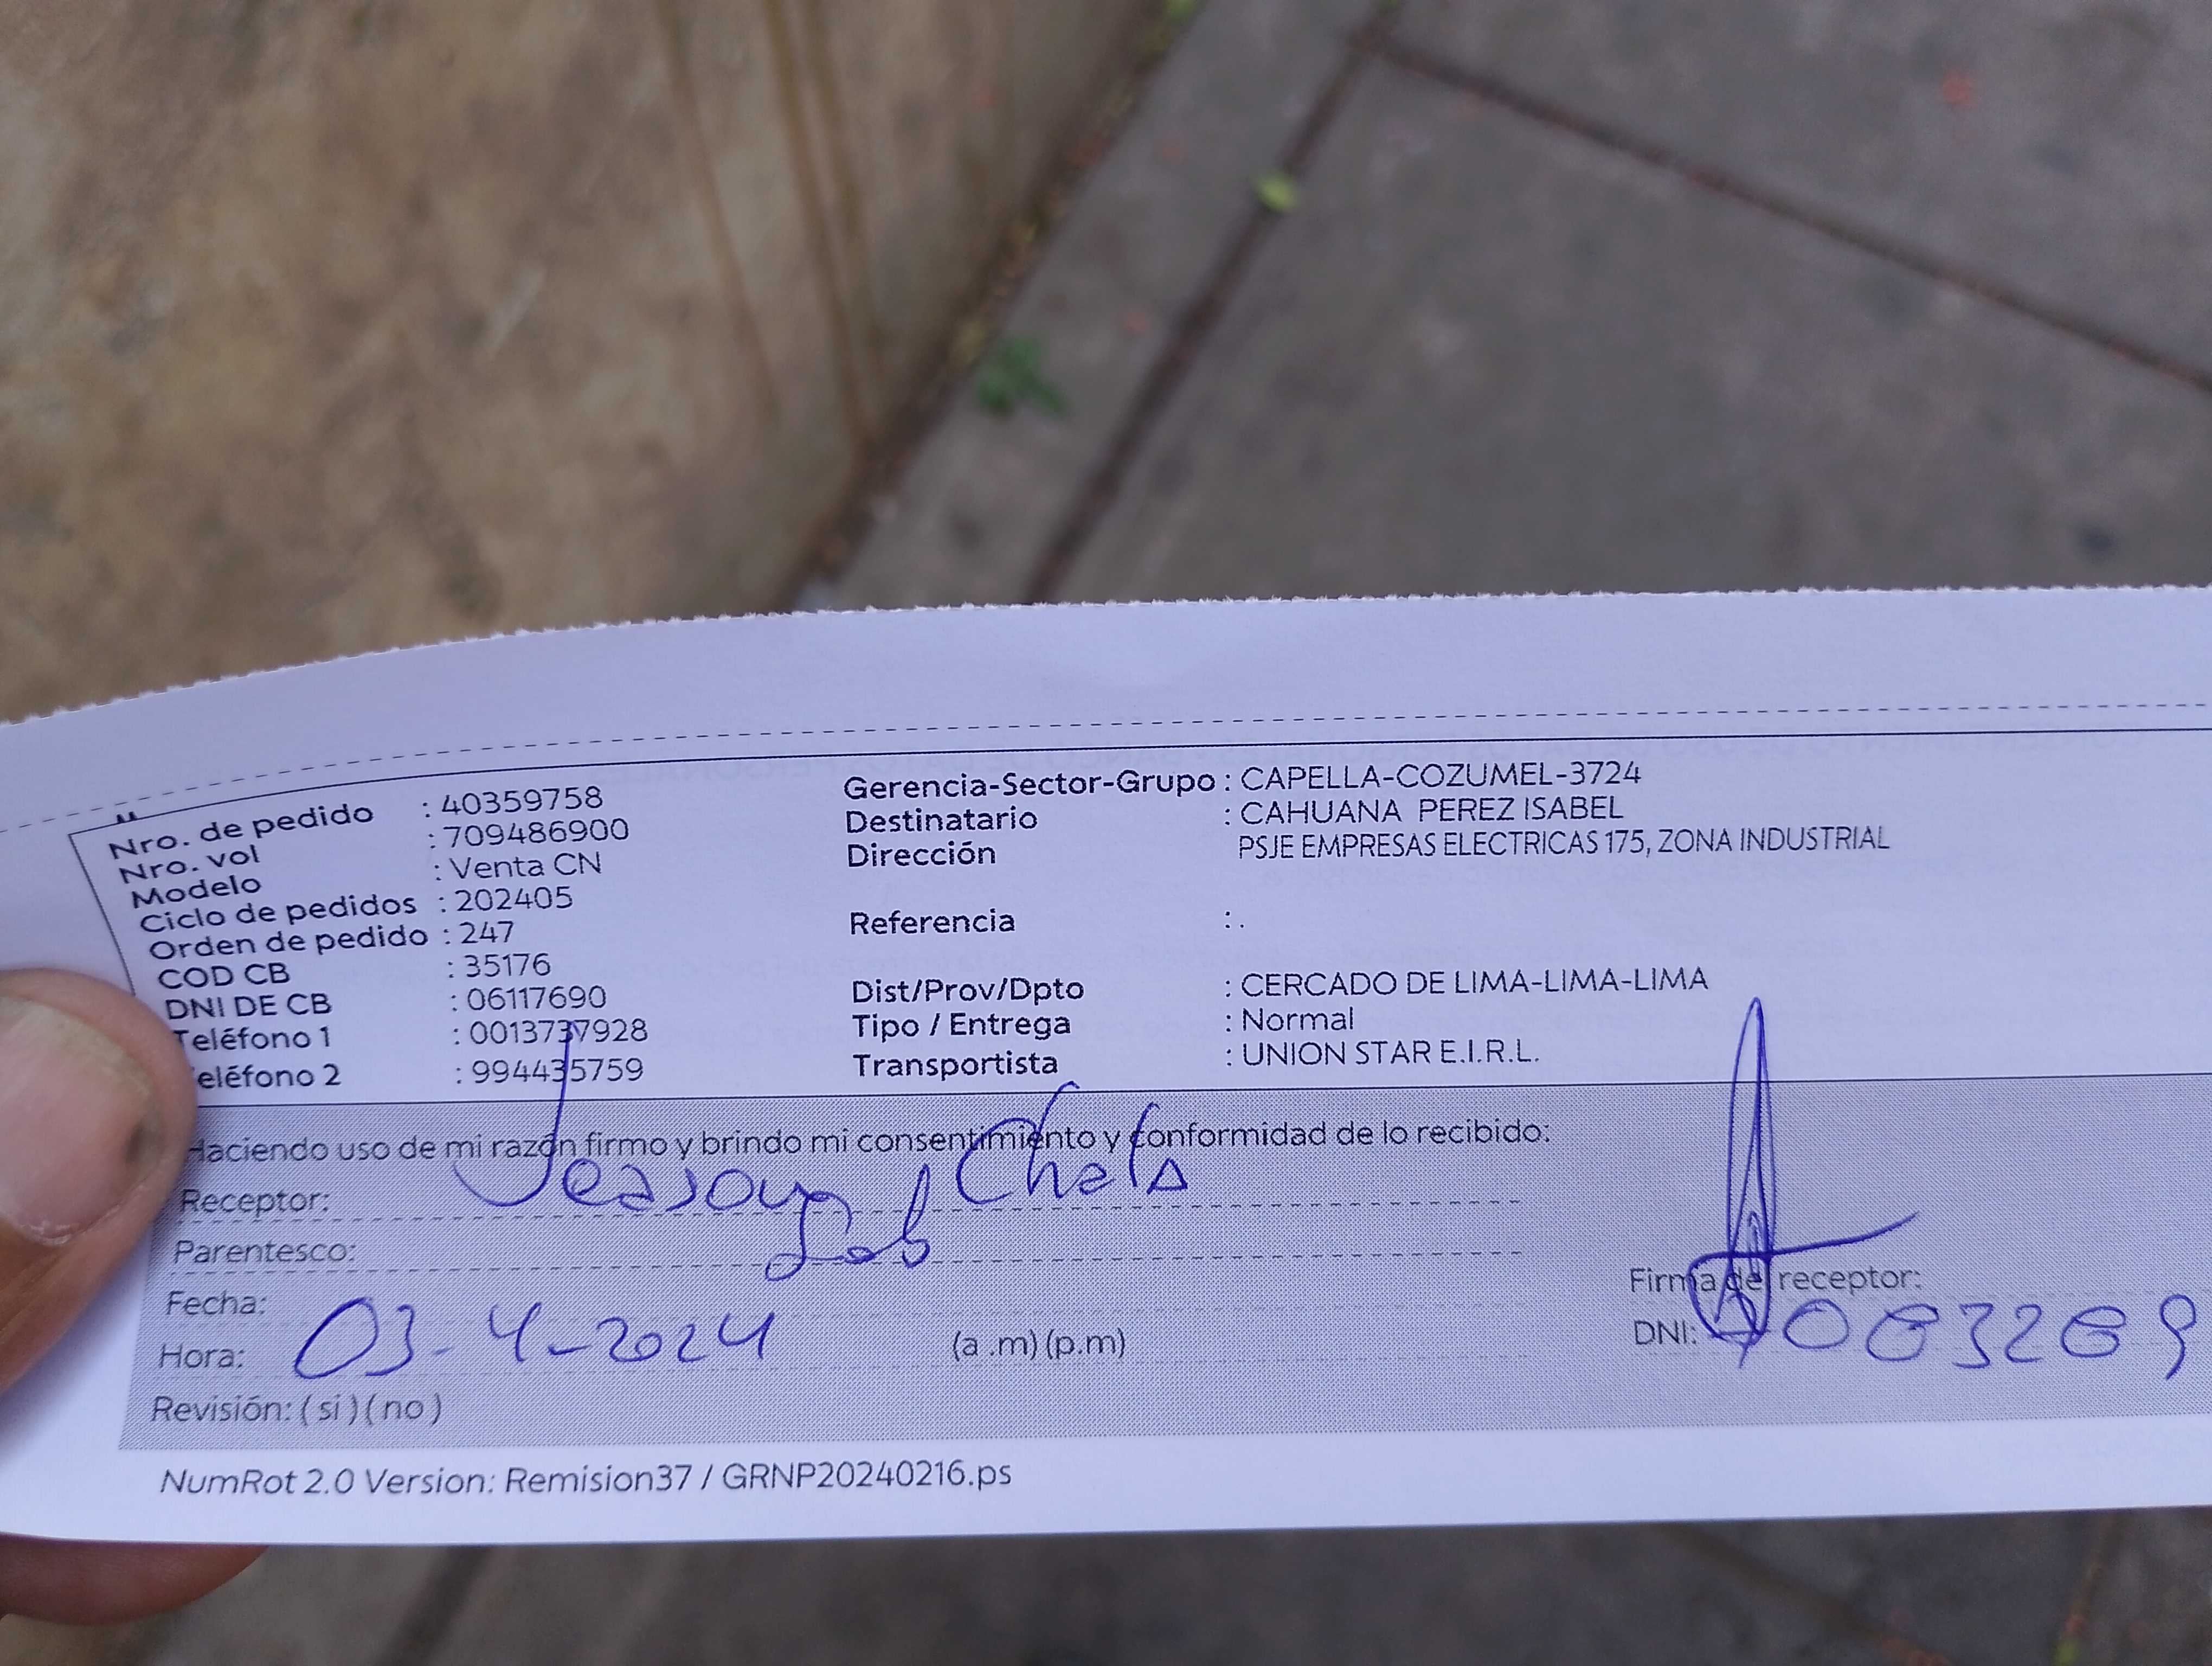 Nro. de pedido : 40359758
Nro. vol : 709486900
Modelo : Venta CN
Ciclo de pedidos : 202405
Orden de pedido : 247
COD CB : 35176
DNI DE CB : 06117690
Teléfono 1 : 0013737928
eléfono 2 : 994435759
Gerencia-Sector-Grupo : CAPELLA-COZUMEL-3724
Destinatario : CAHUANA PEREZ ISABEL
Dirección PSJE EMPRESAS ELECTRICAS 175, ZONA INDUSTRIAL
Referencia : .
Dist/Prov/Dpto : CERCADO DE LIMA-LIMA-LIMA
Tipo / Entrega : Normal
Transportista : UNION STAR E.I.R.L.
Haciendo uso de mi razón firmo y brindo mi consentimiento y conformidad de lo recibido:
Receptor:
Parentesco:
Fecha:
Hora: 03-4-2024 (a .m) (p.m)
Firma del receptor:
DNI:
Revisión: ( si ) ( no )
NumRot 2.0 Version: Remision37 / GRNP20240216.ps